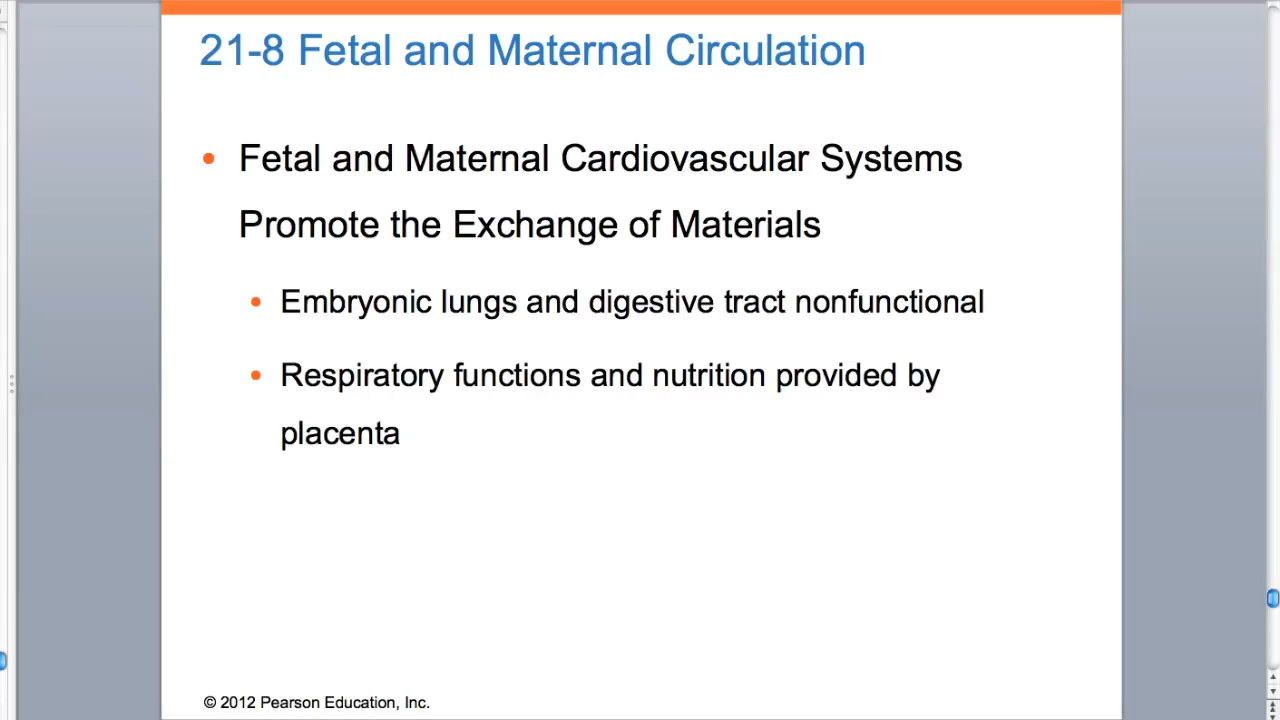 21-8 Fetal and Maternal Circulation
• Fetal and Maternal Cardiovascular Systems
Promote the Exchange of Materials
• Embryonic lungs and digestive tract nonfunctional
• Respiratory functions and nutrition provided by
placenta
© 2012 Pearson Education, Inc.